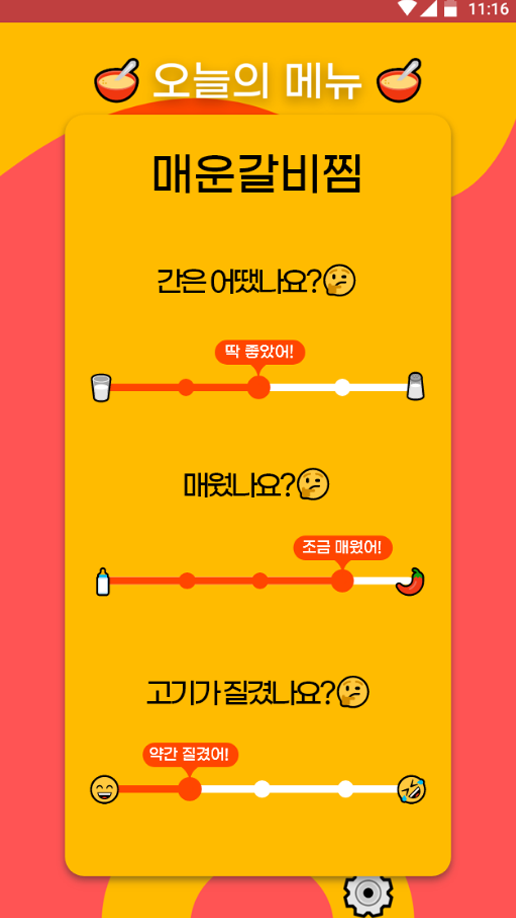 11:16
오늘의 메뉴
매운갈비찜
간은 어땠나요?🤔
딱 좋았어!
매웠나요?🤔
조금 매웠어!
고기가 질겼나요?🤔
약간 질겼어!